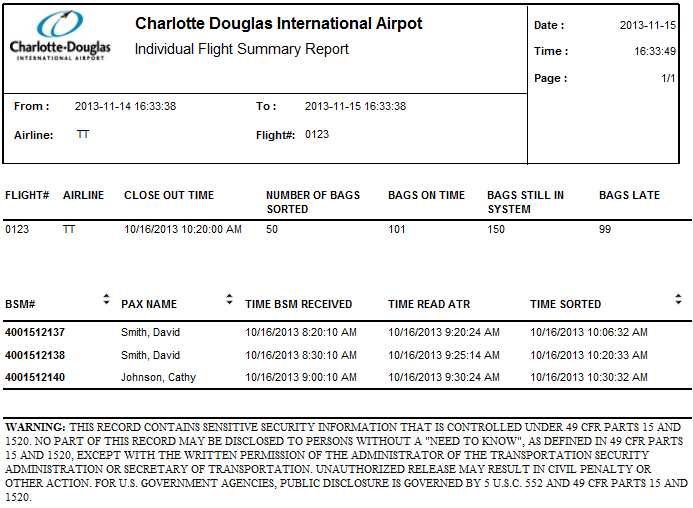 Charlotte-Douglas
INTERNATIONAL AIRPORT
Charlotte Douglas International Airpot
Individual Flight Summary Report
Date : 2013-11-15
Time : 16:33:49
Page : 1/1
From : 2013-11-14 16:33:38 To : 2013-11-15 16:33:38
Airline: TT Flight#: 0123
FLIGHT# AIRLINE CLOSE OUT TIME NUMBER OF BAGS SORTED BAGS ON TIME BAGS STILL IN SYSTEM BAGS LATE
0123 TT 10/16/2013 10:20:00 AM 50 101 150 99
BSM# PAX NAME TIME BSM RECEIVED TIME READ ATR TIME SORTED
4001512137 Smith, David 10/16/2013 8:20:10 AM 10/16/2013 9:20:24 AM 10/16/2013 10:06:32 AM
4001512138 Smith, David 10/16/2013 8:30:10 AM 10/16/2013 9:25:14 AM 10/16/2013 10:20:33 AM
4001512140 Johnson, Cathy 10/16/2013 9:00:10 AM 10/16/2013 9:30:24 AM 10/16/2013 10:30:32 AM
WARNING: THIS RECORD CONTAINS SENSITIVE SECURITY INFORMATION THAT IS CONTROLLED UNDER 49 CFR PARTS 15 AND
1520. NO PART OF THIS RECORD MAY BE DISCLOSED TO PERSONS WITHOUT A "NEED TO KNOW", AS DEFINED IN 49 CFR PARTS
15 AND 1520, EXCEPT WITH THE WRITTEN PERMISSION OF THE ADMINISTRATOR OF THE TRANSPORTATION SECURITY
ADMINISTRATION OR SECRETARY OF TRANSPORTATION. UNAUTHORIZED RELEASE MAY RESULT IN CIVIL PENALTY OR
OTHER ACTION. FOR U.S. GOVERNMENT AGENCIES, PUBLIC DISCLOSURE IS GOVERNED BY 5 U.S.C. 552 AND 49 CFR PARTS 15 AND
1520.